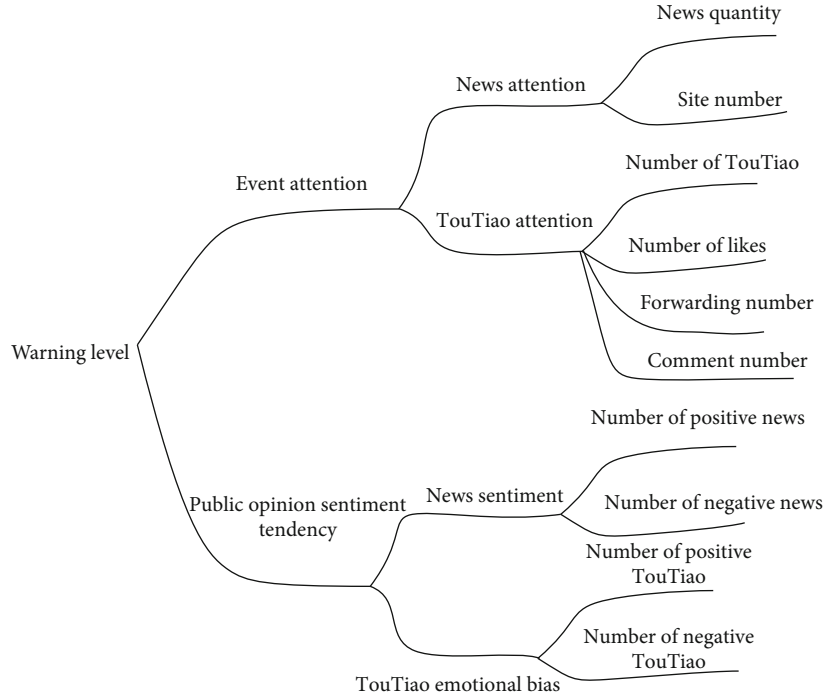 News quantity
News attention
Site number
Number of TouTiao
Event attention
TouTiao attention
Number of likes
Forwarding number
Warning level
Comment number
Number of positive news
News sentiment
Public opinion sentiment
tendency
Number of negative news
Number of positive
TouTiao
Number of negative
TouTiao
TouTiao emotional bias